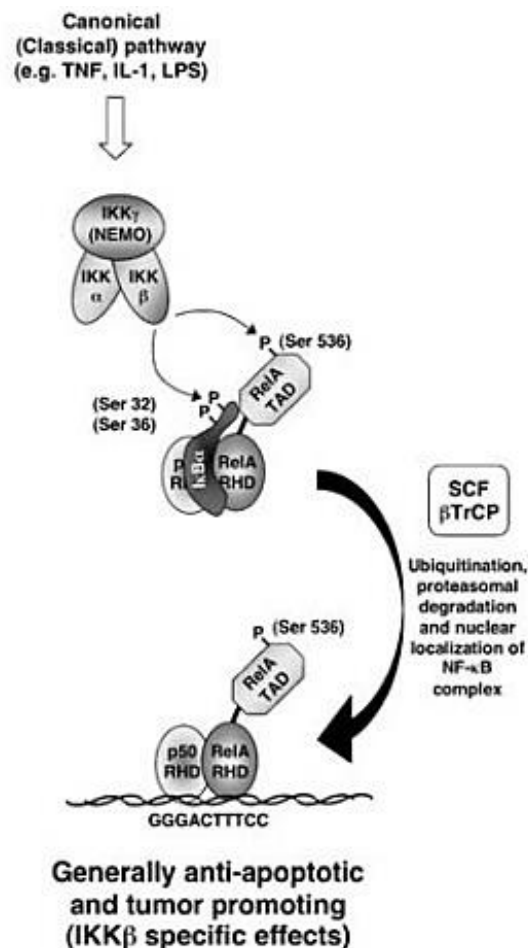 Canonical
(Classical) pathway
(e.g. TNF, IL-1, LPS)
IKKγ
(NEMO)
IKK
α
IKK
β
P
(Ser 536)
RelA
TAD
(Ser 32)
(Ser 36)
P
P
IκBα
RelA
RHD
SCF
βTrCP
Ubiquitination,
proteasomal
degradation
and nuclear
localization of
NF-κB
complex
P
(Ser 536)
RelA
TAD
p50
RHD
RelA
RHD
GGGACTTTCC
Generally anti-apoptotic
and tumor promoting
(IKKβ specific effects)